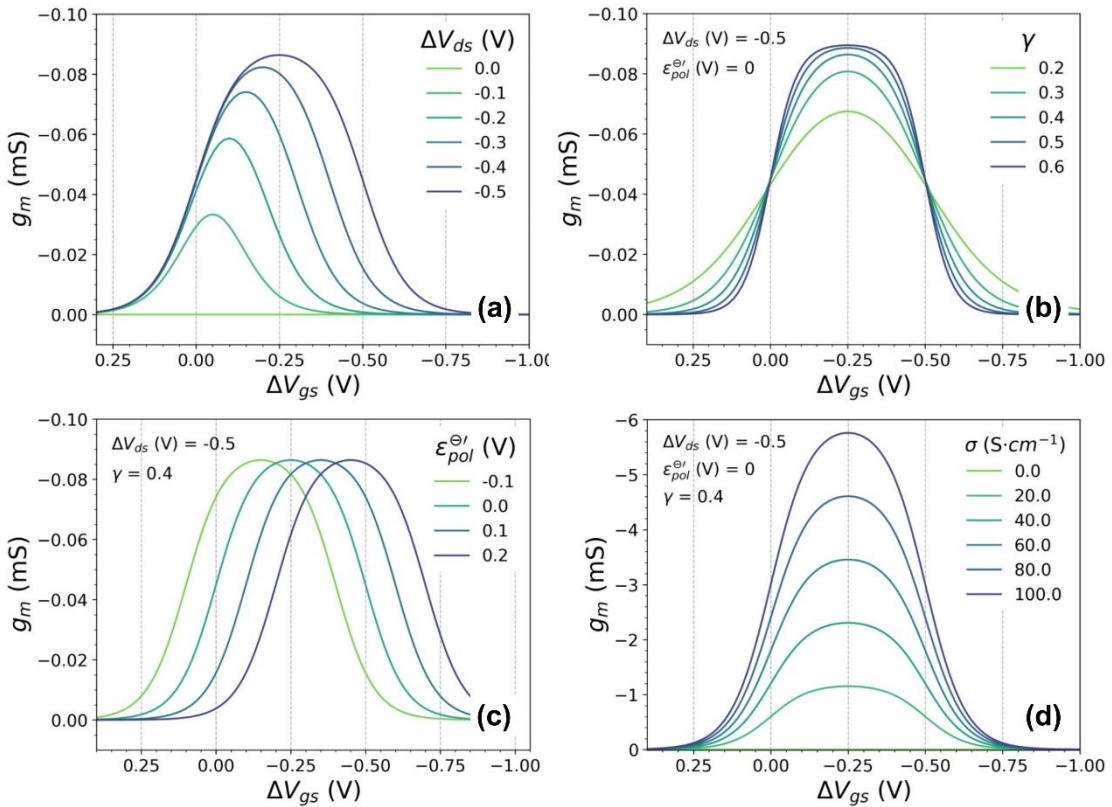 -0.10
-0.08
-0.06
-0.04
-0.02
0.00
g_m (mS)
ΔV_ds (V)
0.0
-0.1
-0.2
-0.3
-0.4
-0.5
(a)
0.25 0.00 -0.25 -0.50 -0.75 -1.00
ΔV_gs (V)
-0.10
-0.08
-0.06
-0.04
-0.02
0.00
g_m (mS)
ΔV_ds (V) = -0.5
ε_pol^⊖′ (V) = 0
γ
0.2
0.3
0.4
0.5
0.6
(b)
0.25 0.00 -0.25 -0.50 -0.75 -1.00
ΔV_gs (V)
-0.10
-0.08
-0.06
-0.04
-0.02
0.00
g_m (mS)
ΔV_ds (V) = -0.5
γ = 0.4
ε_pol^⊖′ (V)
-0.1
0.0
0.1
0.2
(c)
0.25 0.00 -0.25 -0.50 -0.75 -1.00
ΔV_gs (V)
-6
-5
-4
-3
-2
-1
0
g_m (mS)
ΔV_ds (V) = -0.5
ε_pol^⊖′ (V) = 0
γ = 0.4
σ (S·cm⁻¹)
0.0
20.0
40.0
60.0
80.0
100.0
(d)
0.25 0.00 -0.25 -0.50 -0.75 -1.00
ΔV_gs (V)